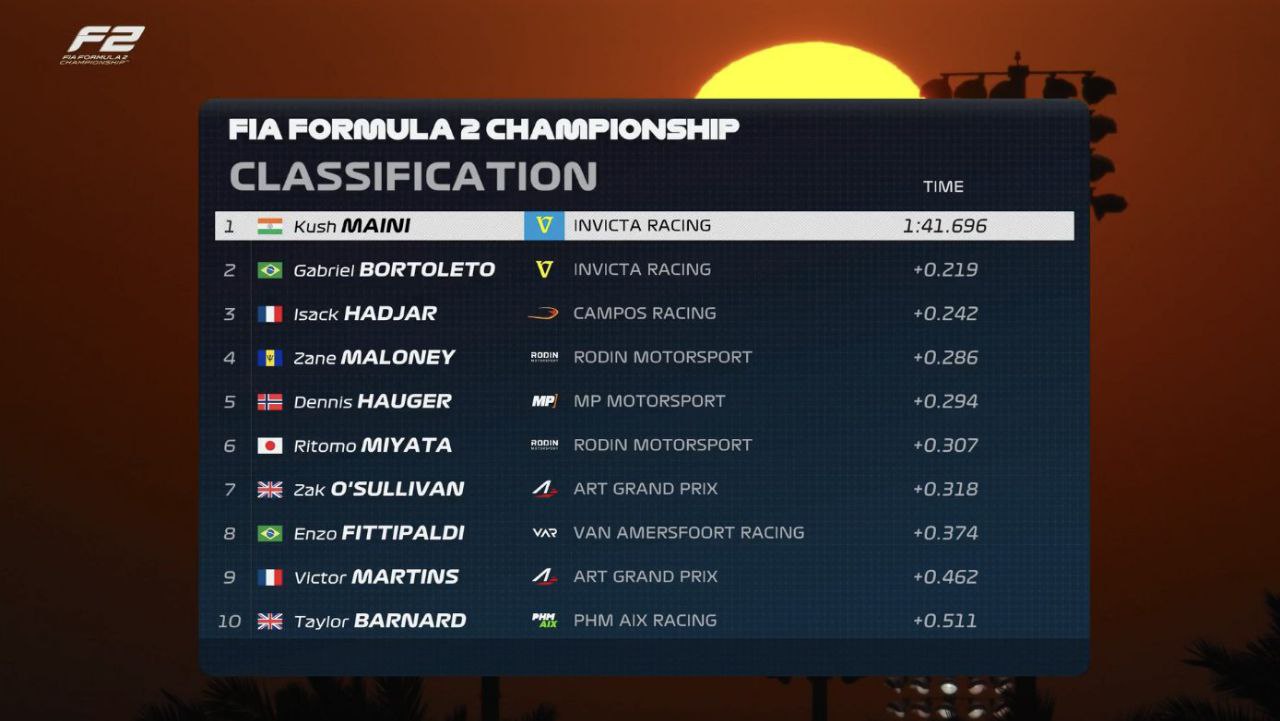 F2
FIA FORMULA 2
CHAMPIONSHIP™
FIA FORMULA 2 CHAMPIONSHIP
CLASSIFICATION
TIME
1 Kush MAINI INVICTA RACING 1:41.696
2 Gabriel BORTOLETO INVICTA RACING +0.219
3 Isack HADJAR CAMPOS RACING +0.242
4 Zane MALONEY RODIN MOTORSPORT RODIN MOTORSPORT +0.286
5 Dennis HAUGER MP MP MOTORSPORT +0.294
6 Ritomo MIYATA RODIN MOTORSPORT RODIN MOTORSPORT +0.307
7 Zak O'SULLIVAN ART GRAND PRIX +0.318
8 Enzo FITTIPALDI VAR VAN AMERSFOORT RACING +0.374
9 Victor MARTINS ART GRAND PRIX +0.462
10 Taylor BARNARD PHM AIX PHM AIX RACING +0.511